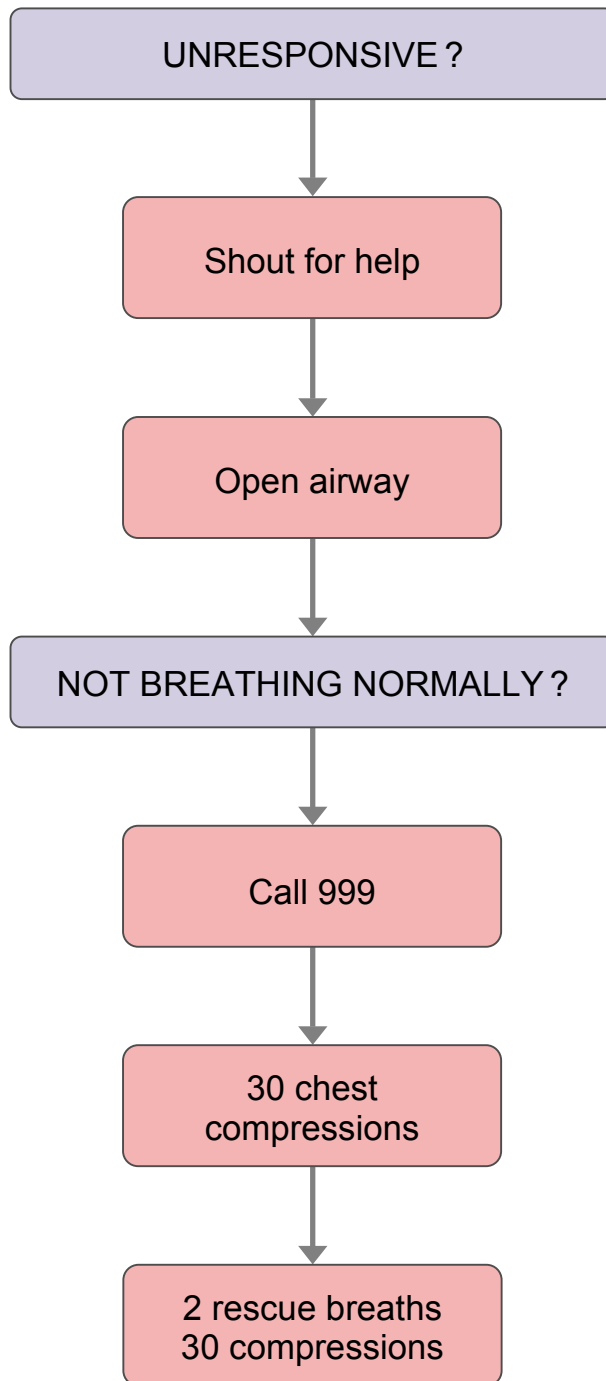 UNRESPONSIVE ?
Shout for help
Open airway
NOT BREATHING NORMALLY ?
Call 999
30 chest
compressions
2 rescue breaths
30 compressions